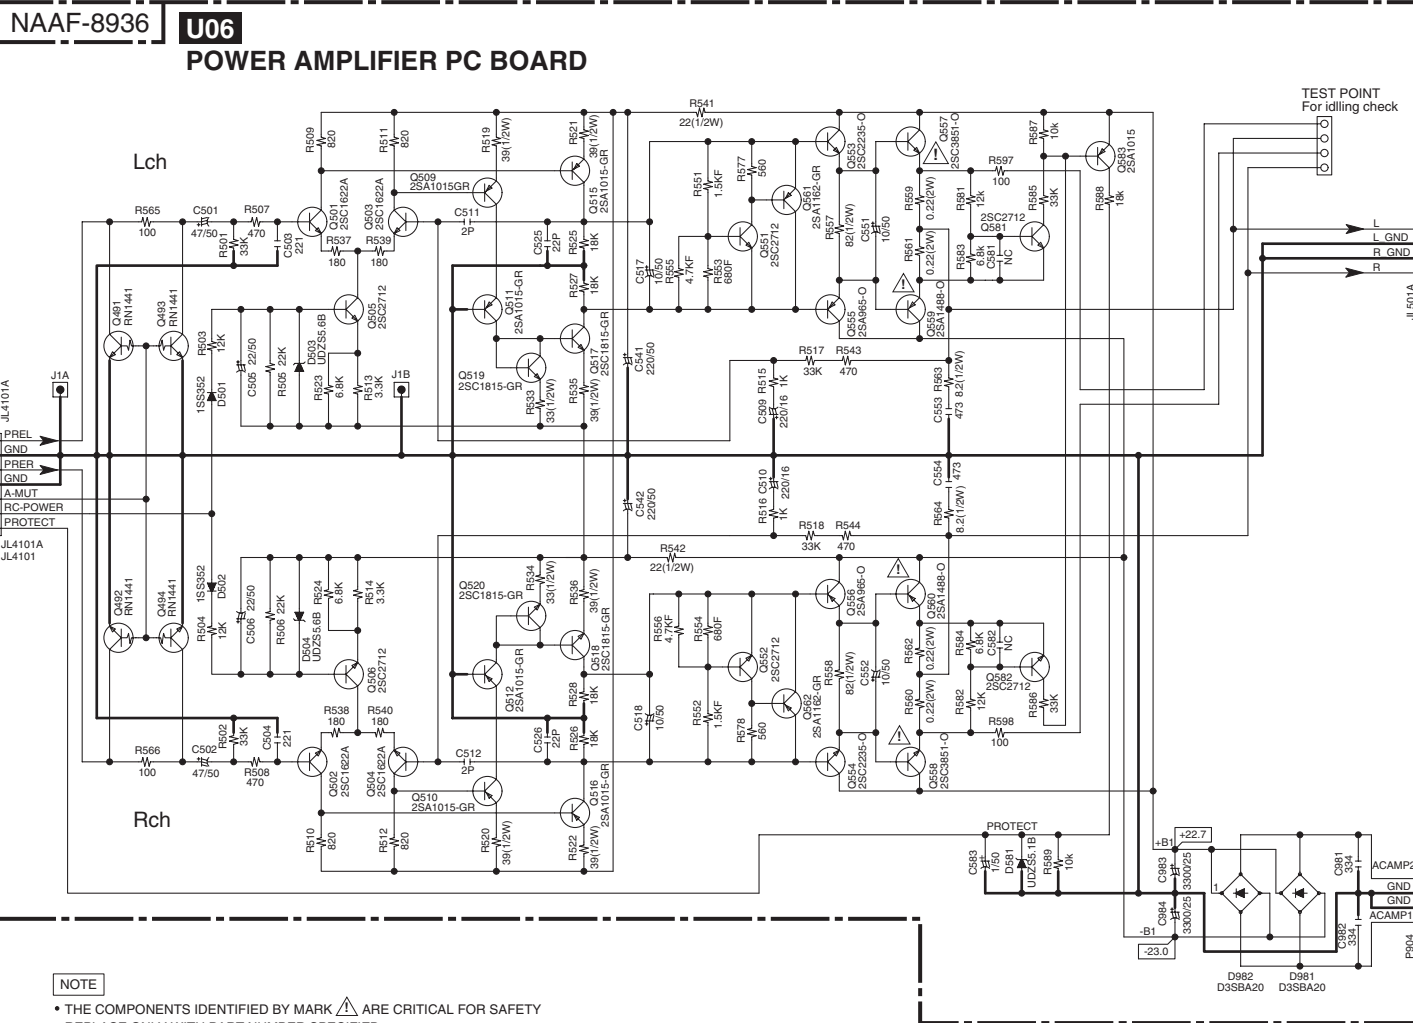 NAAF-8936
U06
POWER AMPLIFIER PC BOARD
TEST POINT
For idlling check
Lch
R509
820
R511
820
R519
39(1/2W)
R521
39(1/2W)
R541
22(1/2W)
Q553
2SC2235-O
Q557
2SC3851-O
R587
10k
Q583
2SA1015
Q509
2SA1015GR
Q515
2SA1015-GR
R551
1.5KF
R577
560
Q561
2SA1162-GR
R597
100
R565
100
C501
47/50
R507
470
R501
33K
C503
221
Q501
2SC1622A
Q503
2SC1622A
R537
180
R539
180
C511
2P
C525
22P
R525
18K
R527
18K
C517
10/50
R555
4.7KF
R553
680F
Q551
2SC2712
R557
82(1/2W)
C551
10/50
R559
0.22(2W)
R561
0.22(2W)
R581
12k
R583
6.8k
2SC2712
Q581
C581
NC
R585
33K
R588
18k
L
L GND
R GND
R
JL501A
Q491
RN1441
Q493
RN1441
R503
12K
1SS352
D501
C505 22/50
R505 22K
D503
UDZS5.6B
R523
6.8K
Q505
2SC2712
R513
3.3K
J1A
J1B
Q511
2SA1015-GR
Q519
2SC1815-GR
R533
33(1/2W)
Q517
2SC1815-GR
R535
39(1/2W)
C541
220/50
Q555
2SA965-O
Q559
2SA1488-O
R517
33K
R543
470
R515
1K
C509
220/16
R563
8.2(1/2W)
C553
473
JL4101A
PREL
GND
PRER
GND
A-MUT
RC-POWER
PROTECT
JL4101A
JL4101
C542
220/50
C510
220/16
R516
1K
C554
473
R564
8.2(1/2W)
R518
33K
R544
470
R542
22(1/2W)
Q492
RN1441
Q494
RN1441
1SS352
D502
R504
12K
C506 22/50
R506 22K
D504
UDZS5.6B
R524
6.8K
R514
3.3K
Q506
2SC2712
Q520
2SC1815-GR
R534
33(1/2W)
R536
39(1/2W)
Q518
2SC1815-GR
Q512
2SA1015-GR
R528
18K
R526
18K
C526
22P
C518
10/50
R556
4.7KF
R554
680F
R552
1.5KF
Q552
2SC2712
R578
560
Q562
2SA1162-GR
Q556
2SA965-O
Q560
2SA1488-O
R558
82(1/2W)
C552
10/50
R562
0.22(2W)
R560
0.22(2W)
R584
6.8K
C582
NC
R582
12K
Q582
2SC2712
R586
33K
R598
100
R566
100
C502
47/50
R502
33K
C504
221
R508
470
R538
180
R540
180
Q502
2SC1622A
Q504
2SC1622A
C512
2P
Q510
2SA1015-GR
Q516
2SA1015-GR
Q554
2SC2235-O
Q558
2SC3851-O
Rch
R510
820
R512
820
R520
39(1/2W)
R522
39(1/2W)
PROTECT
C583
1/50
D581
UDZS5.1B
R589
10k
+B1
+22.7
C983
3300/25
C984
3300/25
-B1
-23.0
1
D982
D3SBA20
D981
D3SBA20
C981
334
C982
334
ACAMP2
GND
GND
ACAMP1
P904
NOTE
• THE COMPONENTS IDENTIFIED BY MARK ⚠ ARE CRITICAL FOR SAFETY